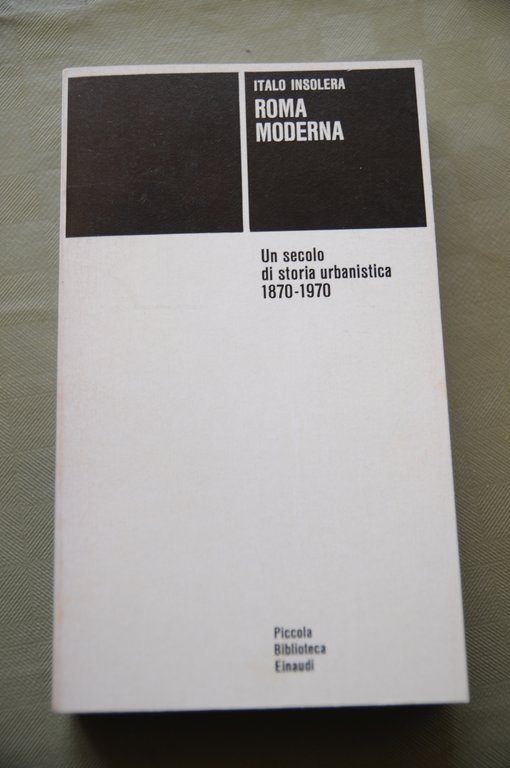 ITALO INSOLERA
ROMA
MODERNA
Un secolo
di storia urbanistica
1870-1970
Piccola
Biblioteca
Einaudi